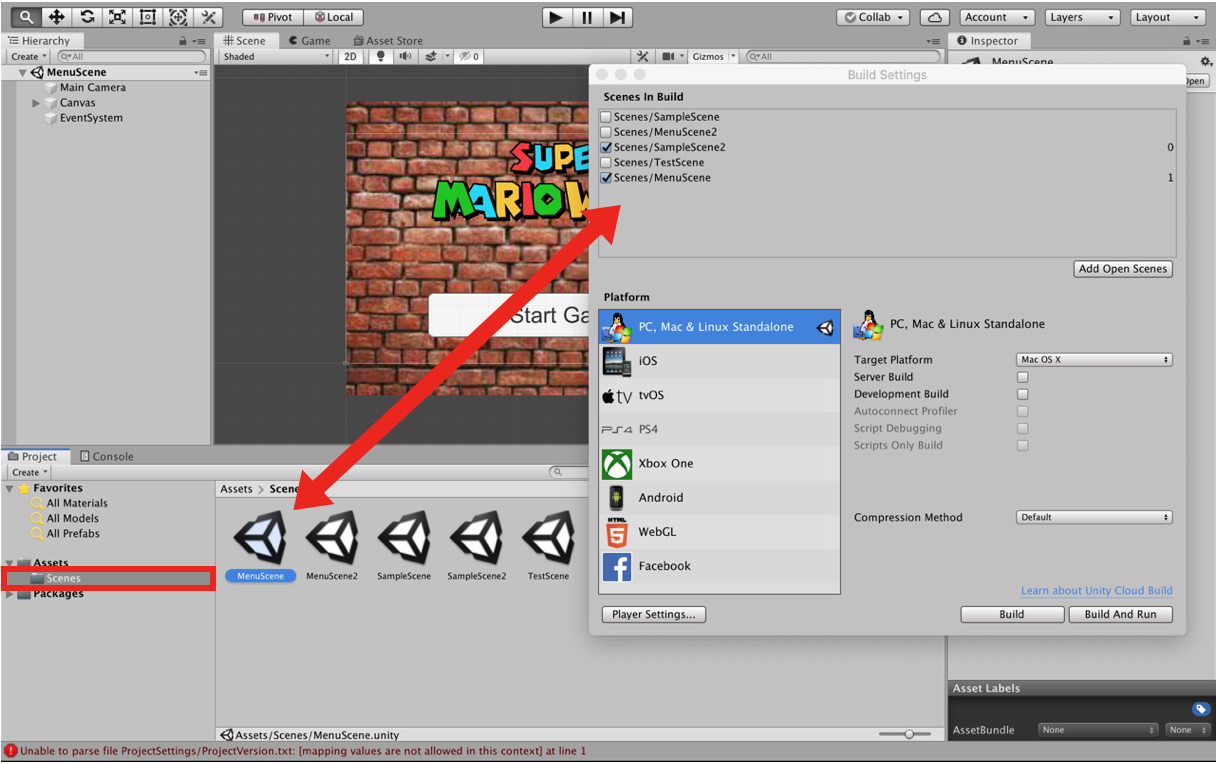 Pivot
Local
Collab
Account
Layers
Layout
Hierarchy
Create
All
MenuScene
Main Camera
Canvas
EventSystem
Scene
Game
Asset Store
Shaded
2D
0
Gizmos
All
SUPE
MARIO W
Start Ga
Inspector
MenuScene
Open
Build Settings
Scenes In Build
Scenes/SampleScene
Scenes/MenuScene2
Scenes/SampleScene2 0
Scenes/TestScene
Scenes/MenuScene 1
Add Open Scenes
Platform
PC, Mac & Linux Standalone
iOS
tv tvOS
PS4 PS4
Xbox One
Android
HTML
5
WebGL
f Facebook
PC, Mac & Linux Standalone
Target Platform Mac OS X
Server Build
Development Build
Autoconnect Profiler
Script Debugging
Scripts Only Build
Compression Method Default
Learn about Unity Cloud Build
Player Settings...
Build
Build And Run
Project
Console
Create
Favorites
All Materials
All Models
All Prefabs
Assets
Scenes
Packages
Assets > Scene
MenuScene
MenuScene2
SampleScene
SampleScene2
TestScene
Assets/Scenes/MenuScene.unity
Asset Labels
AssetBundle None None
Unable to parse file ProjectSettings/ProjectVersion.txt: [mapping values are not allowed in this context] at line 1